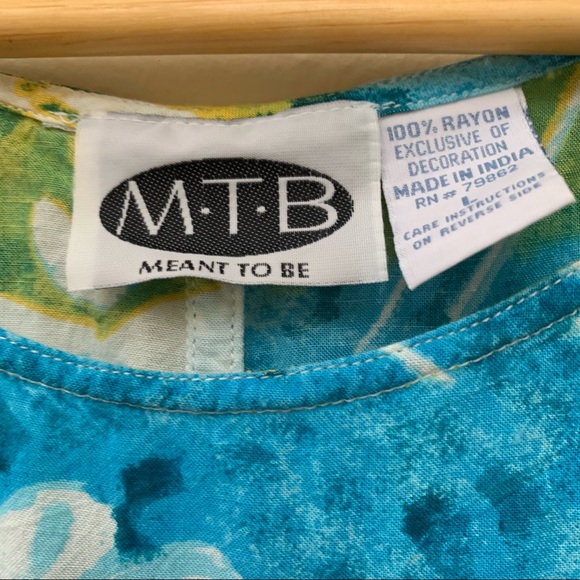 M·T·B
MEANT TO BE
100% RAYON
EXCLUSIVE OF
DECORATION
MADE IN INDIA
RN# 79862
L
CARE INSTRUCTIONS
ON REVERSE SIDE